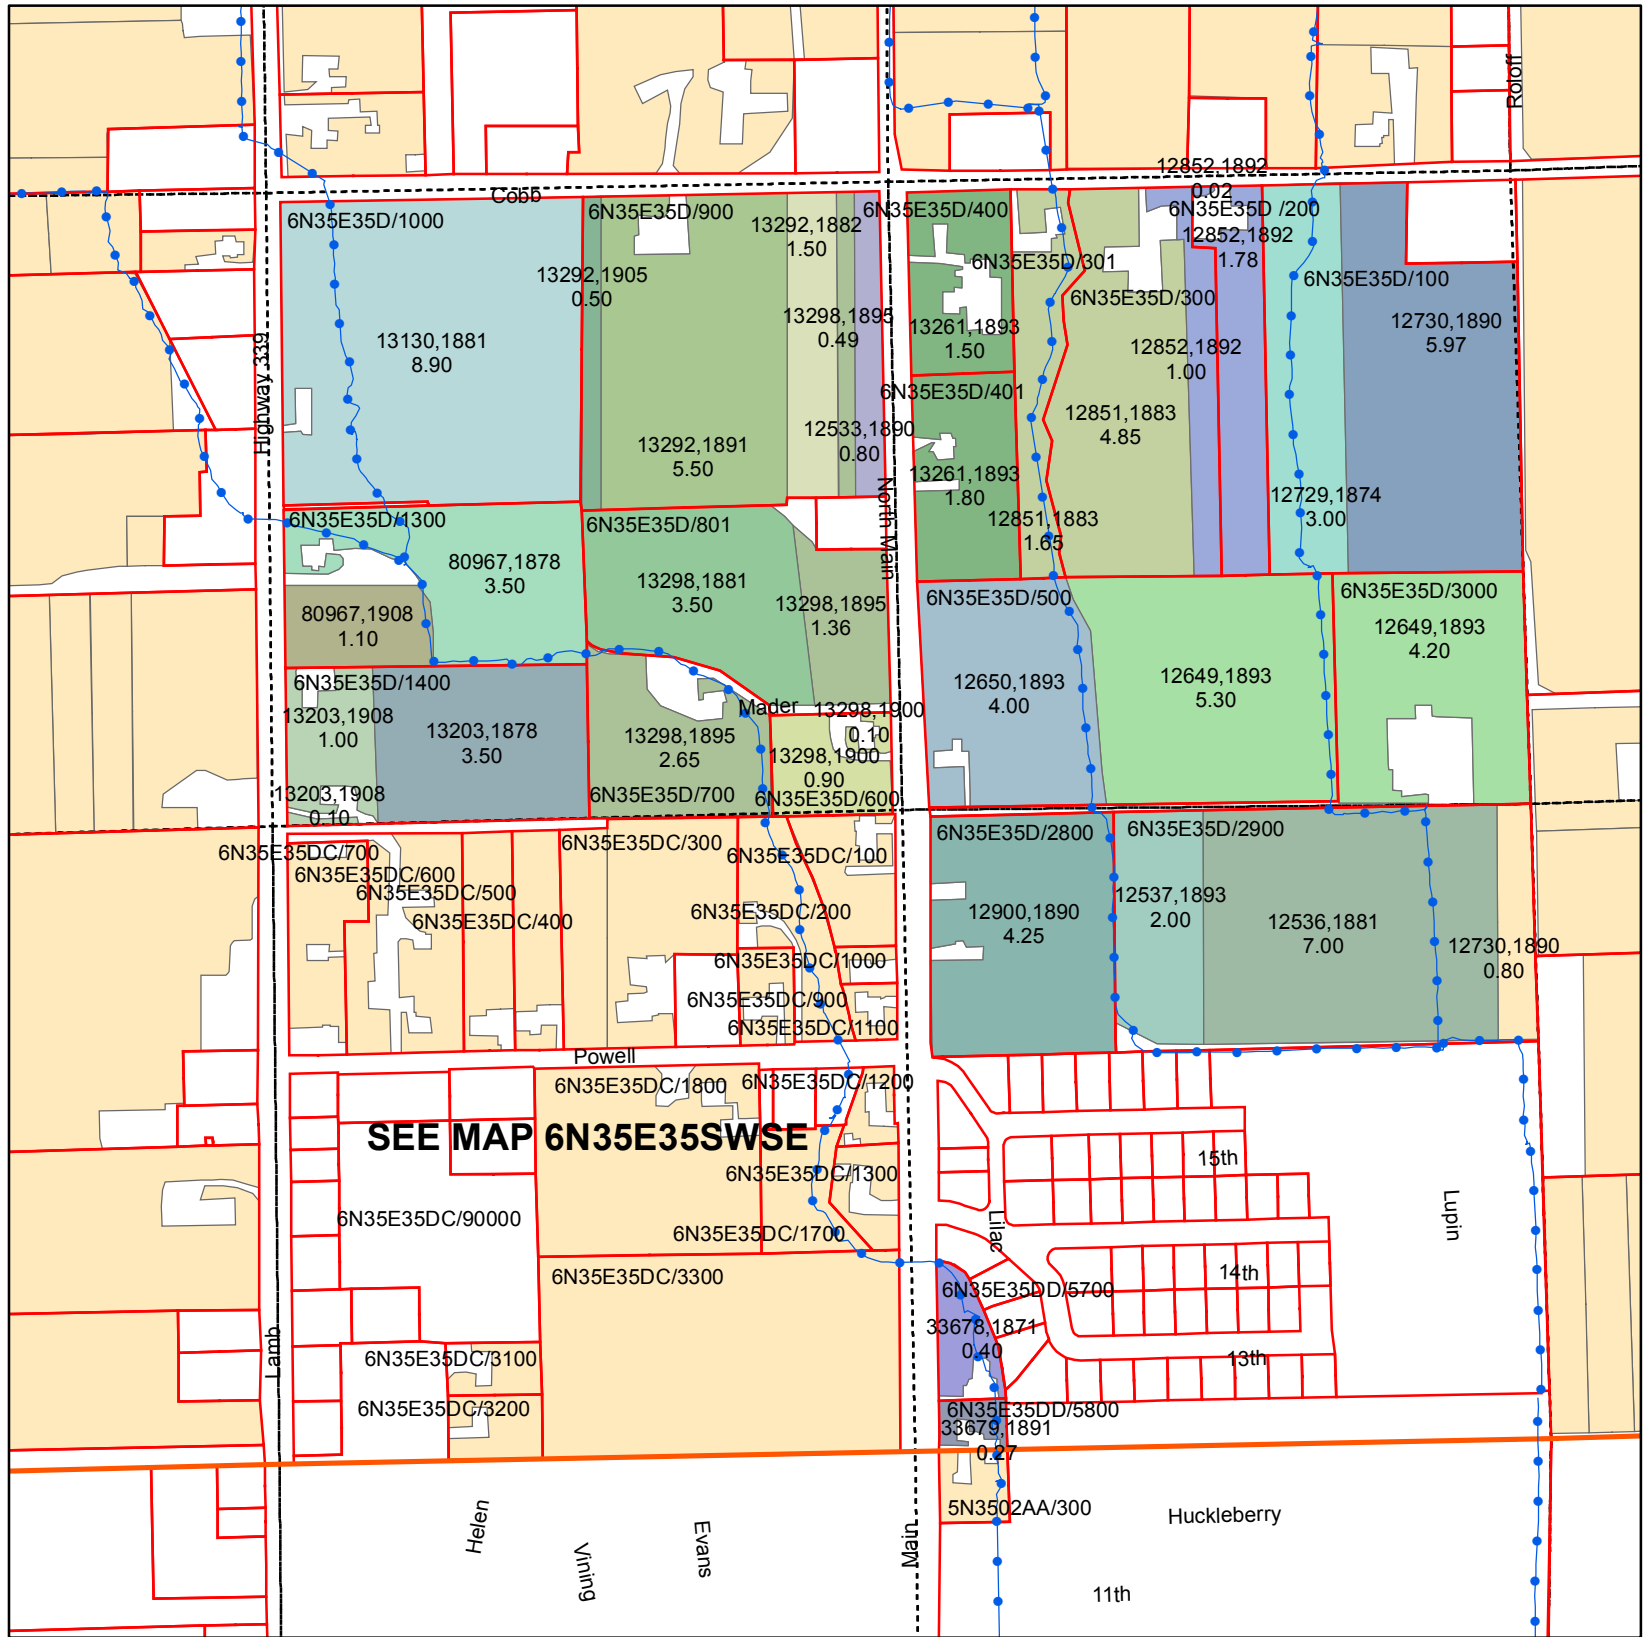 Roloff
12852,1892
0.02
Cobb
6N35E35D/1000
6N35E35D/900
13292,1882
1.50
6N35E35D/400
6N35E35D /200
12852,1892
1.78
13292,1905
0.50
6N35E35D/301
6N35E35D/300
6N35E35D/100
13130,1881
8.90
13298,1895
0.49
13261,1893
1.50
12852,1892
1.00
12730,1890
5.97
Highway 339
6N35E35D/401
13292,1891
5.50
12533,1890
0.80
12851,1883
4.85
13261,1893
1.80
12729,1874
3.00
North Main
6N35E35D/1300
6N35E35D/801
12851,1883
1.65
80967,1878
3.50
13298,1881
3.50
13298,1895
1.36
6N35E35D/500
6N35E35D/3000
80967,1908
1.10
12649,1893
4.20
6N35E35D/1400
12650,1893
4.00
12649,1893
5.30
13203,1908
1.00
13203,1878
3.50
Mader
13298,1900
0.10
13298,1895
2.65
13298,1900
0.90
13203,1908
0.10
6N35E35D/700
6N35E35D/600
6N35E35DC/700
6N35E35DC/300
6N35E35DC/100
6N35E35D/2800
6N35E35D/2900
6N35E35DC/600
6N35E35DC/500
6N35E35DC/400
6N35E35DC/200
12900,1890
4.25
12537,1893
2.00
12536,1881
7.00
12730,1890
0.80
6N35E35DC/1000
6N35E35DC/900
6N35E35DC/1100
Powell
6N35E35DC/1800
6N35E35DC/1200
SEE MAP 6N35E35SWSE
6N35E35DC/1300
15th
6N35E35DC/90000
6N35E35DC/1700
Lilac
Lupin
6N35E35DC/3300
14th
6N35E35DD/5700
33678,1871
0.40
Lamb
6N35E35DC/3100
13th
6N35E35DC/3200
6N35E35DD/5800
33679,1891
0.27
5N3502AA/300
Huckleberry
Helen
Vining
Evans
Main
11th